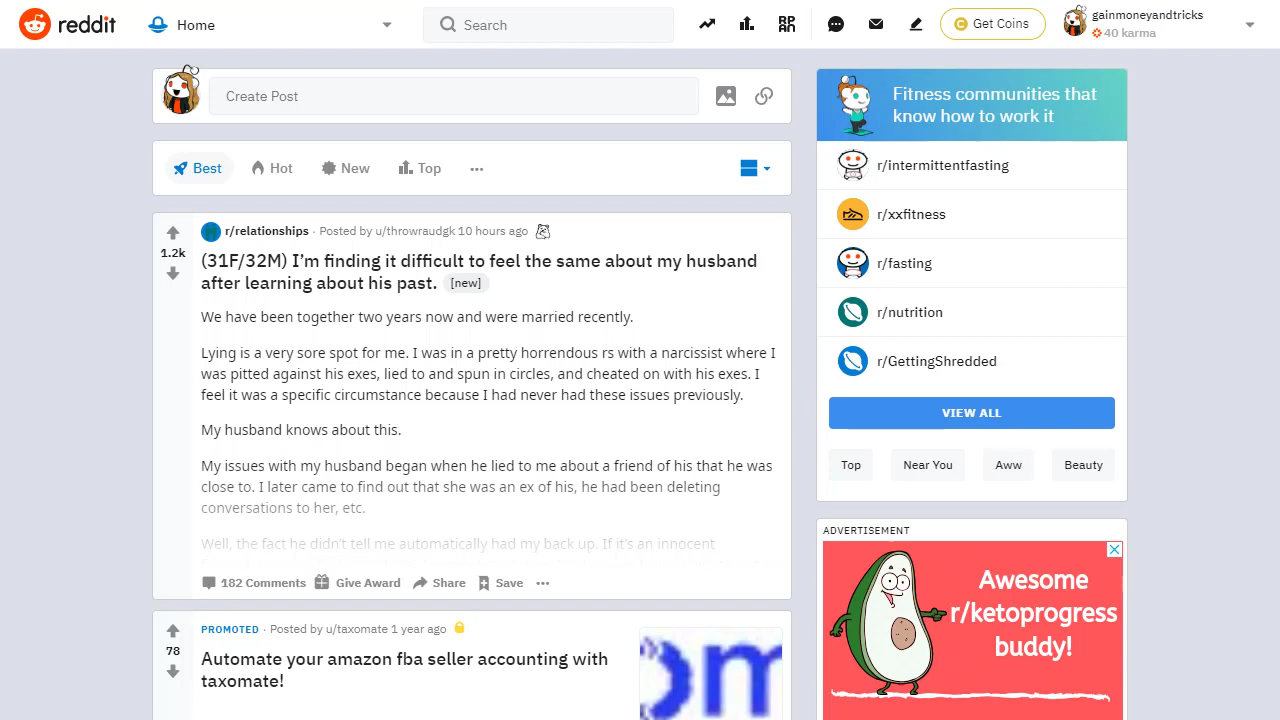 reddit
Home
Search
Get Coins
gainmoneyandtricks
40 karma
Create Post
Best
Hot
New
Top
1.2k
r/relationships · Posted by u/throwraudgk 10 hours ago
(31F/32M) I’m finding it difficult to feel the same about my husband
after learning about his past. [new]
We have been together two years now and were married recently.
Lying is a very sore spot for me. I was in a pretty horrendous rs with a narcissist where I
was pitted against his exes, lied to and spun in circles, and cheated on with his exes. I
feel it was a specific circumstance because I had never had these issues previously.
My husband knows about this.
My issues with my husband began when he lied to me about a friend of his that he was
close to. I later came to find out that she was an ex of his, he had been deleting
conversations to her, etc.
Well, the fact he didn't tell me automatically had my back up. If it's an innocent
182 Comments
Give Award
Share
Save
78
PROMOTED · Posted by u/taxomate 1 year ago
Automate your amazon fba seller accounting with
taxomate!
om
Fitness communities that
know how to work it
r/intermittentfasting
r/xxfitness
r/fasting
r/nutrition
r/GettingShredded
VIEW ALL
Top
Near You
Aww
Beauty
ADVERTISEMENT
Awesome
r/ketoprogress
buddy!